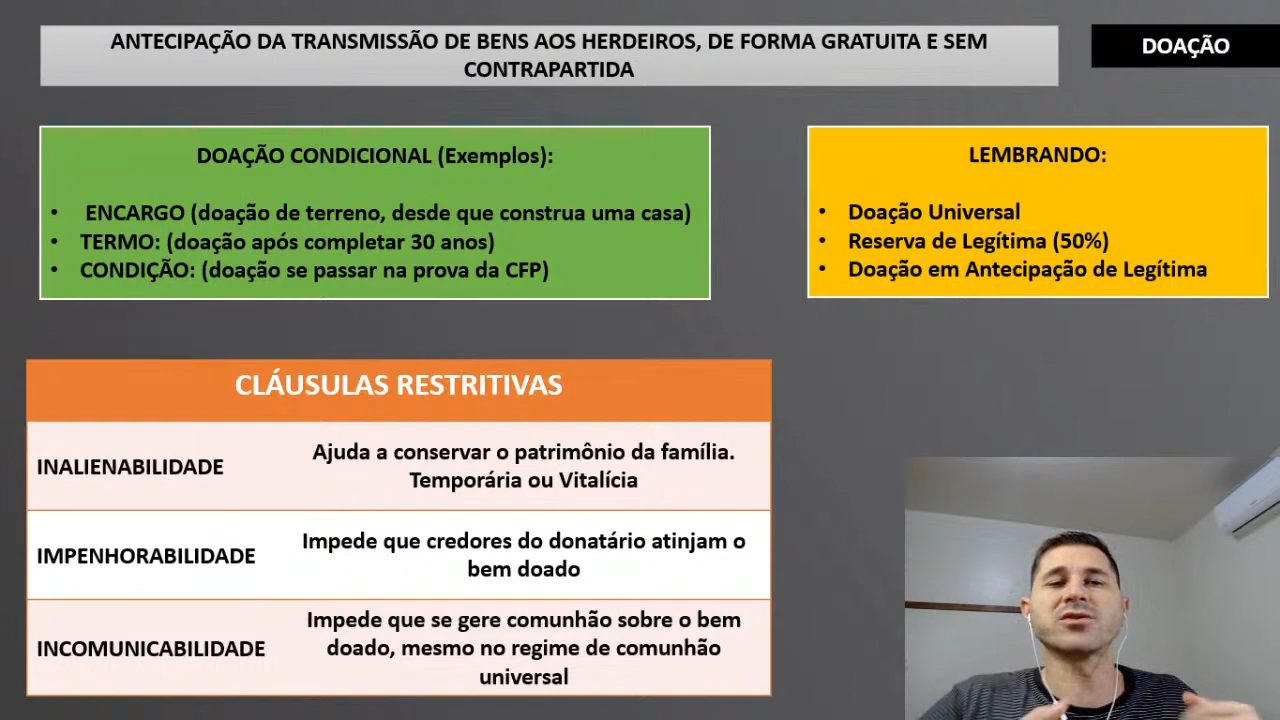 ANTECIPAÇÃO DA TRANSMISSÃO DE BENS AOS HERDEIROS, DE FORMA GRATUITA E SEM
CONTRAPARTIDA
DOAÇÃO
DOAÇÃO CONDICIONAL (Exemplos):
• ENCARGO (doação de terreno, desde que construa uma casa)
• TERMO: (doação após completar 30 anos)
• CONDIÇÃO: (doação se passar na prova da CFP)
LEMBRANDO:
• Doação Universal
• Reserva de Legítima (50%)
• Doação em Antecipação de Legítima
CLÁUSULAS RESTRITIVAS
INALIENABILIDADE
Ajuda a conservar o patrimônio da família.
Temporária ou Vitalícia
IMPENHORABILIDADE
Impede que credores do donatário atinjam o
bem doado
INCOMUNICABILIDADE
Impede que se gere comunhão sobre o bem
doado, mesmo no regime de comunhão
universal